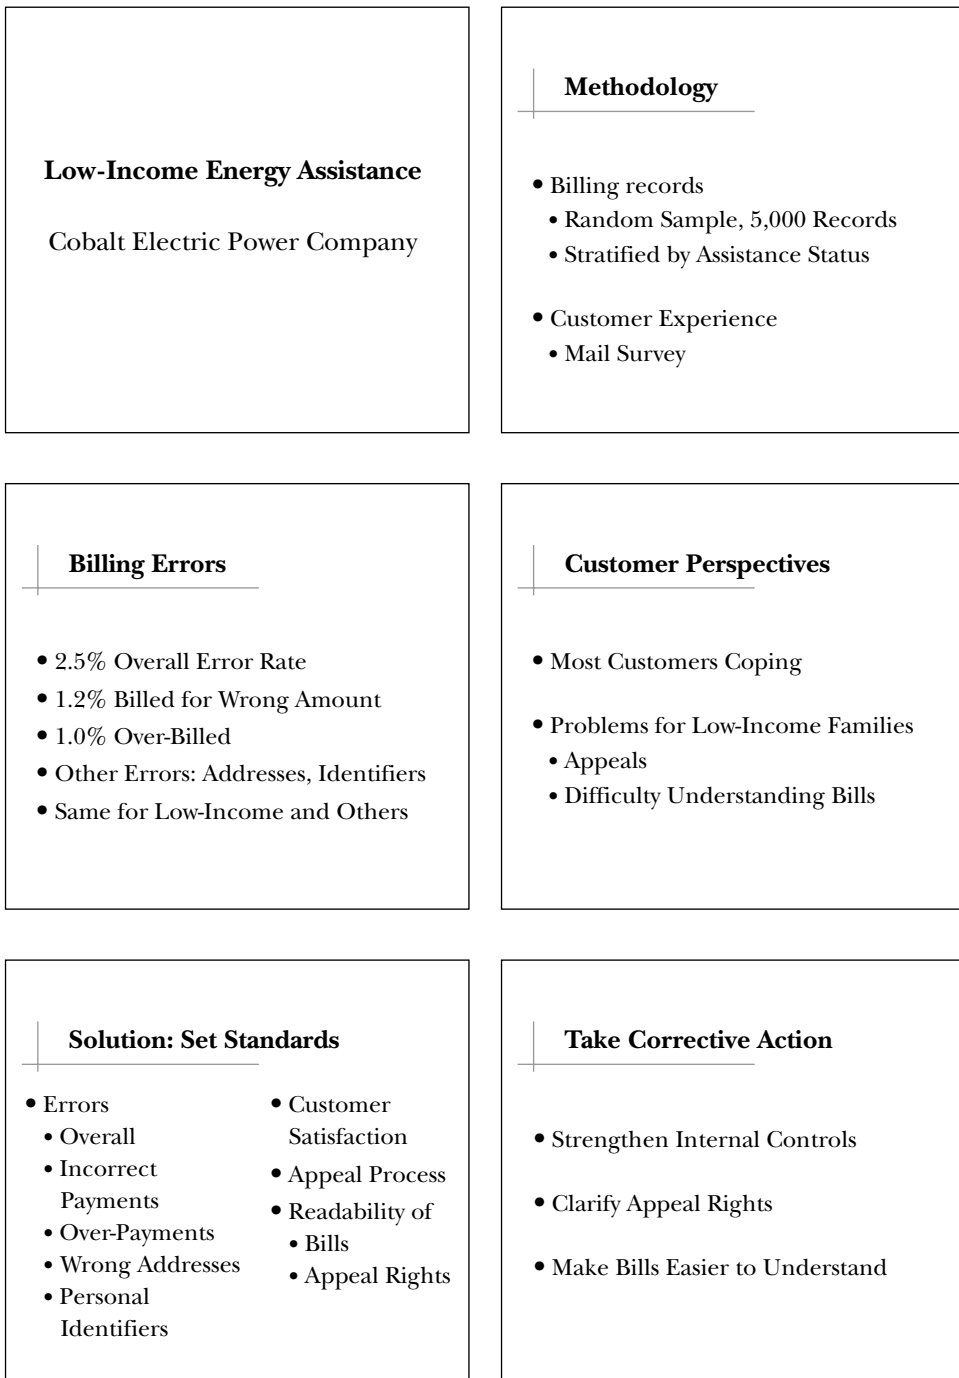 Low-Income Energy Assistance
Cobalt Electric Power Company
Methodology
• Billing records
• Random Sample, 5,000 Records
• Stratified by Assistance Status
• Customer Experience
• Mail Survey
Billing Errors
• 2.5% Overall Error Rate
• 1.2% Billed for Wrong Amount
• 1.0% Over-Billed
• Other Errors: Addresses, Identifiers
• Same for Low-Income and Others
Customer Perspectives
• Most Customers Coping
• Problems for Low-Income Families
• Appeals
• Difficulty Understanding Bills
Solution: Set Standards
• Errors
• Overall
• Incorrect
Payments
• Over-Payments
• Wrong Addresses
• Personal
Identifiers
• Customer
Satisfaction
• Appeal Process
• Readability of
• Bills
• Appeal Rights
Take Corrective Action
• Strengthen Internal Controls
• Clarify Appeal Rights
• Make Bills Easier to Understand